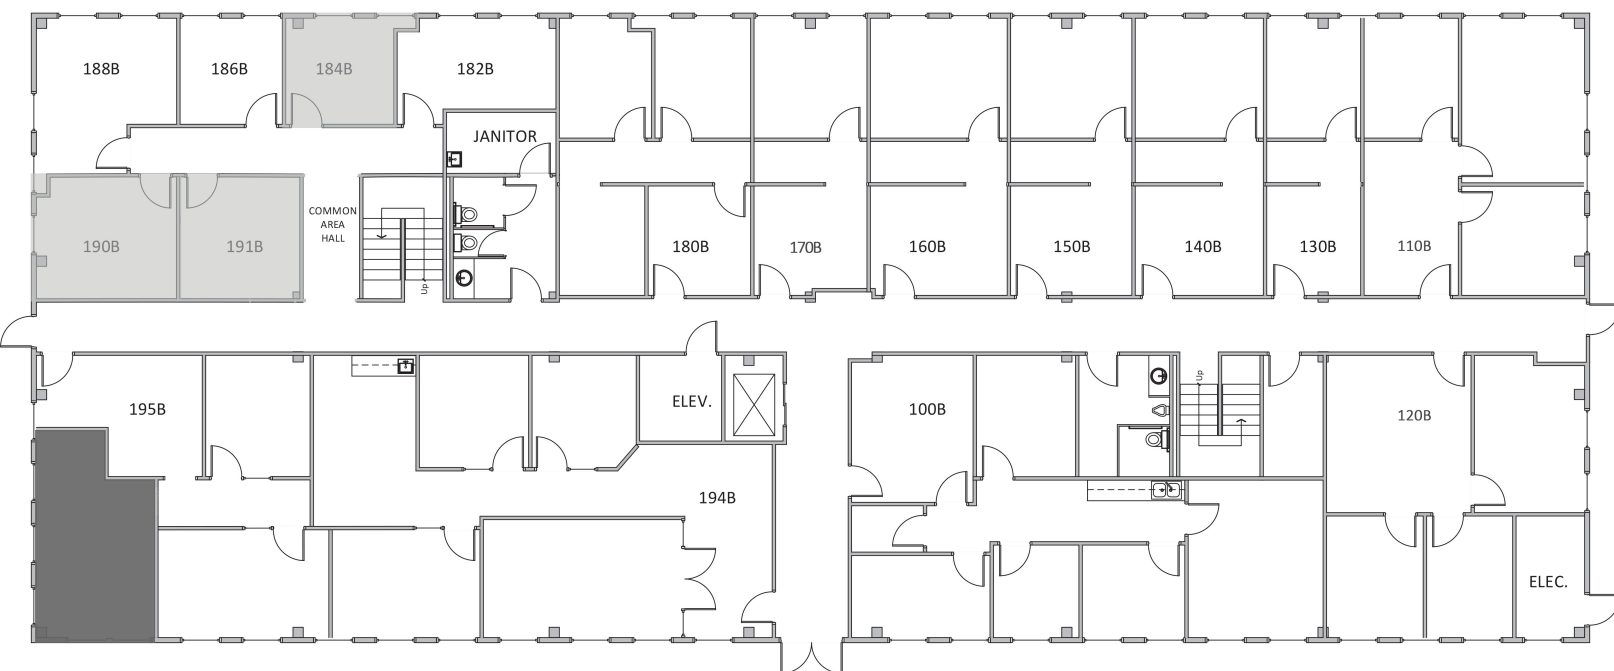 188B
186B
184B
182B
JANITOR
COMMON
AREA
HALL
190B
191B
Up
180B
170B
160B
150B
140B
130B
110B
195B
ELEV.
194B
100B
Up
120B
ELEC.